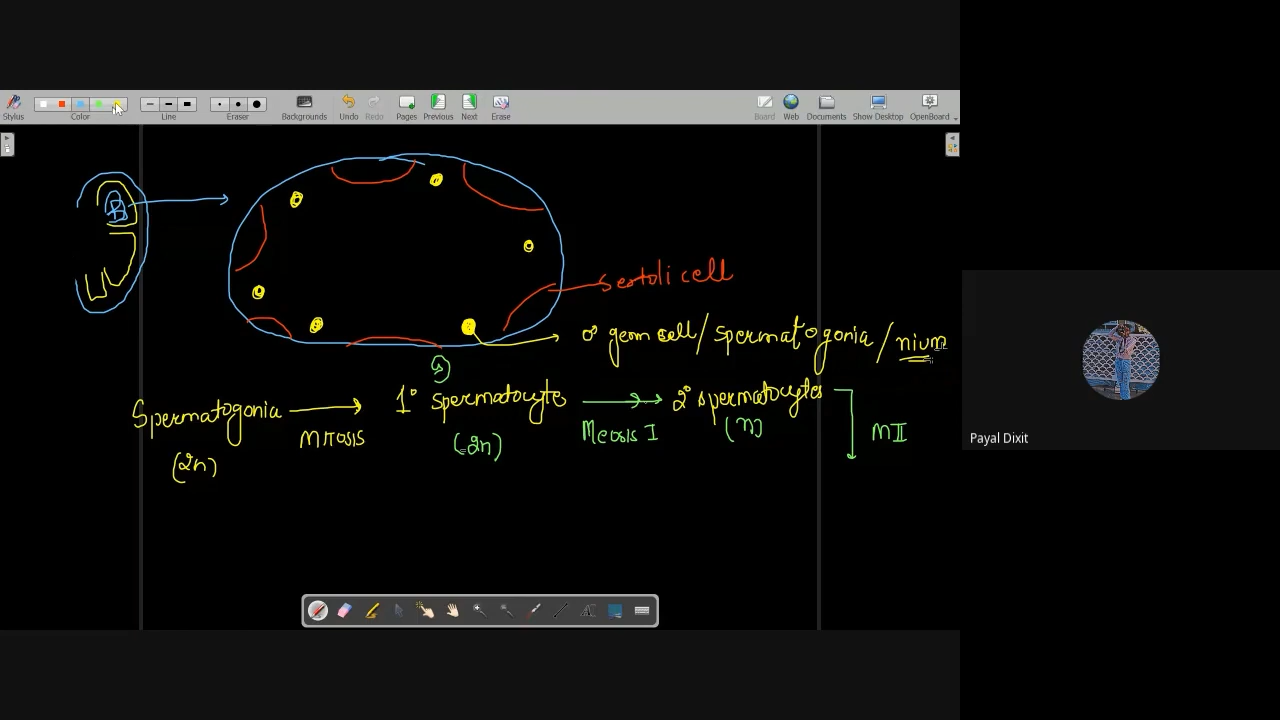 Stylus
Color
Line
Eraser
Backgrounds
Undo
Redo
Pages
Previous
Next
Erase
Board
Web
Documents
Show Desktop
OpenBoard
Sertoli cell
♂ germ cell/spermatogonia/nium
Spermatogonia
MITOSIS
(2n)
1° spermatocyte
(2n)
Meosis I
2° spermatocytes
(n)
MII
Payal Dixit